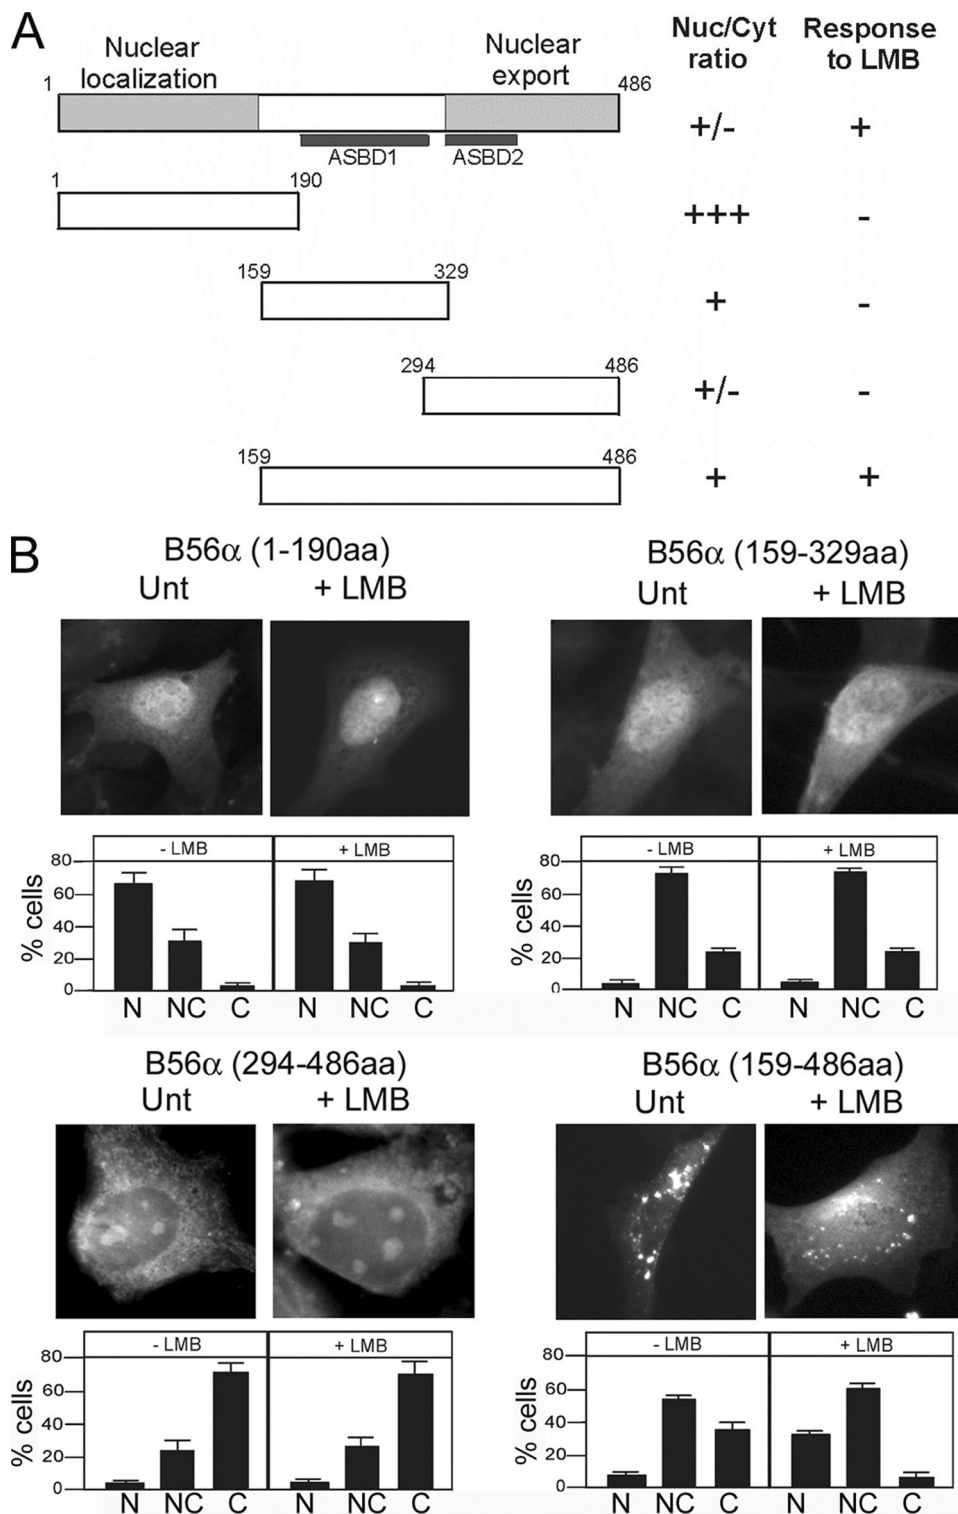 A
Nuclear localization
Nuclear export
Nuc/Cyt ratio
Response to LMB
1
486
+/-
+
ASBD1
ASBD2
1
190
+++
-
159
329
+
-
294
486
+/-
-
159
486
+
+
B
B56α (1-190aa)
Unt
+ LMB
B56α (159-329aa)
Unt
+ LMB
% cells
80
60
40
20
0
- LMB
+ LMB
N NC C N NC C
% cells
80
60
40
20
0
- LMB
+ LMB
N NC C N NC C
B56α (294-486aa)
Unt
+ LMB
B56α (159-486aa)
Unt
+ LMB
% cells
80
60
40
20
0
- LMB
+ LMB
N NC C N NC C
% cells
80
60
40
20
0
- LMB
+ LMB
N NC C N NC C